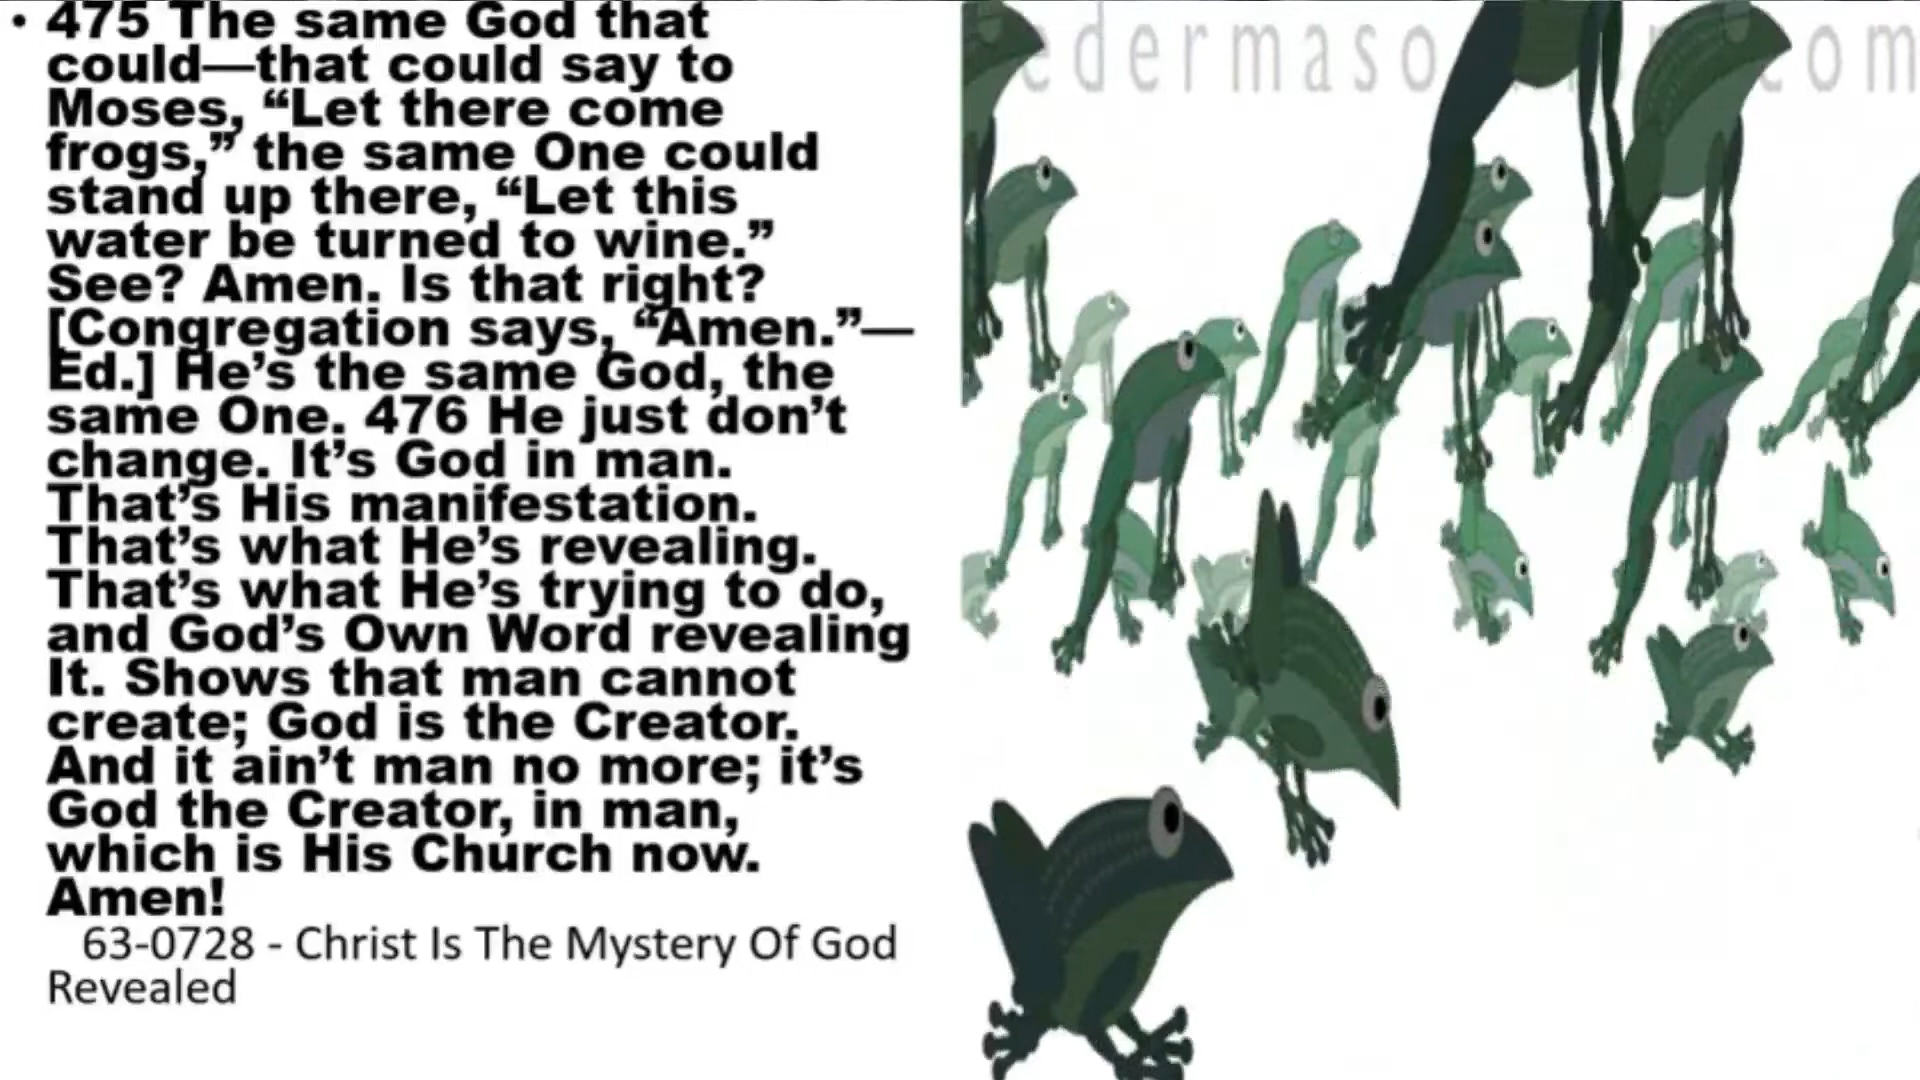 • 475 The same God that
could—that could say to
Moses, “Let there come
frogs,” the same One could
stand up there, “Let this
water be turned to wine.”
See? Amen. Is that right?
[Congregation says, “Amen.”—
Ed.] He’s the same God, the
same One. 476 He just don’t
change. It’s God in man.
That’s His manifestation.
That’s what He’s revealing.
That’s what He’s trying to do,
and God’s Own Word revealing
It. Shows that man cannot
create; God is the Creator.
And it ain’t man no more; it’s
God the Creator, in man,
which is His Church now.
Amen!
63-0728 - Christ Is The Mystery Of God
Revealed